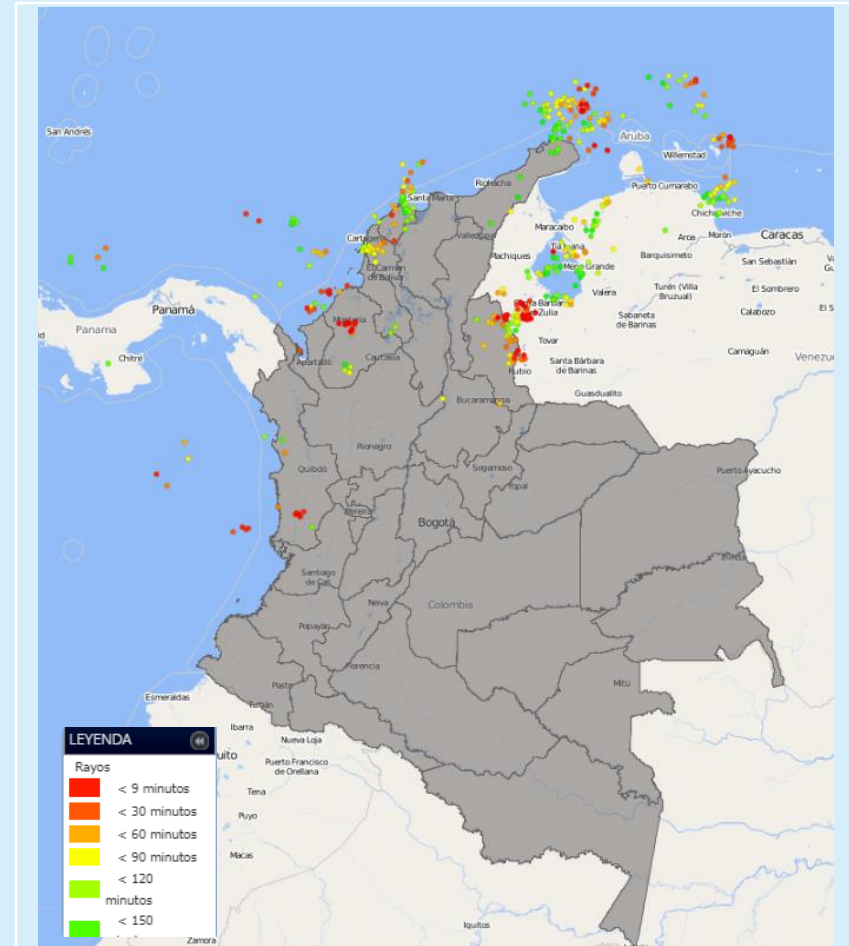 San Andrés
Aruba
Willemstad
Riohacha
Puerto Cumarebo
Santa Marta
Chichiriviche
Cartagena
Valledupar
Maracaibo
Caracas
Morón
Aroa
Tía Juana
El Carmen
de Bolívar
Machiques
Mene Grande
Barquisimeto
San Sebastián
Valera
Turén (Villa
Bruzual)
El Sombrero
Panamá
Santa Bárbara
del Zulia
Sabaneta
de Barinas
Calabozo
El S
Montería
Panama
Tovar
Chitré
Apartadó
Caucasia
Camaguán
Venezu
Rubio
Santa Bárbara
de Barinas
Guasdualito
Bucaramanga
Rionegro
Quibdó
Sogamoso
Puerto Ayacucho
Yopal
Pereira
Bogotá
Inírida
Santiago
de Cali
Neiva
Colombia
Popayán
Florencia
Mitú
Pasto
Esmeraldas
Ibarra
Nueva Loja
uito
Puerto Francisco
de Orellana
Tena
Puyo
Macas
Iquitos
Zamora
LEYENDA
Rayos
< 9 minutos
< 30 minutos
< 60 minutos
< 90 minutos
< 120
minutos
< 150